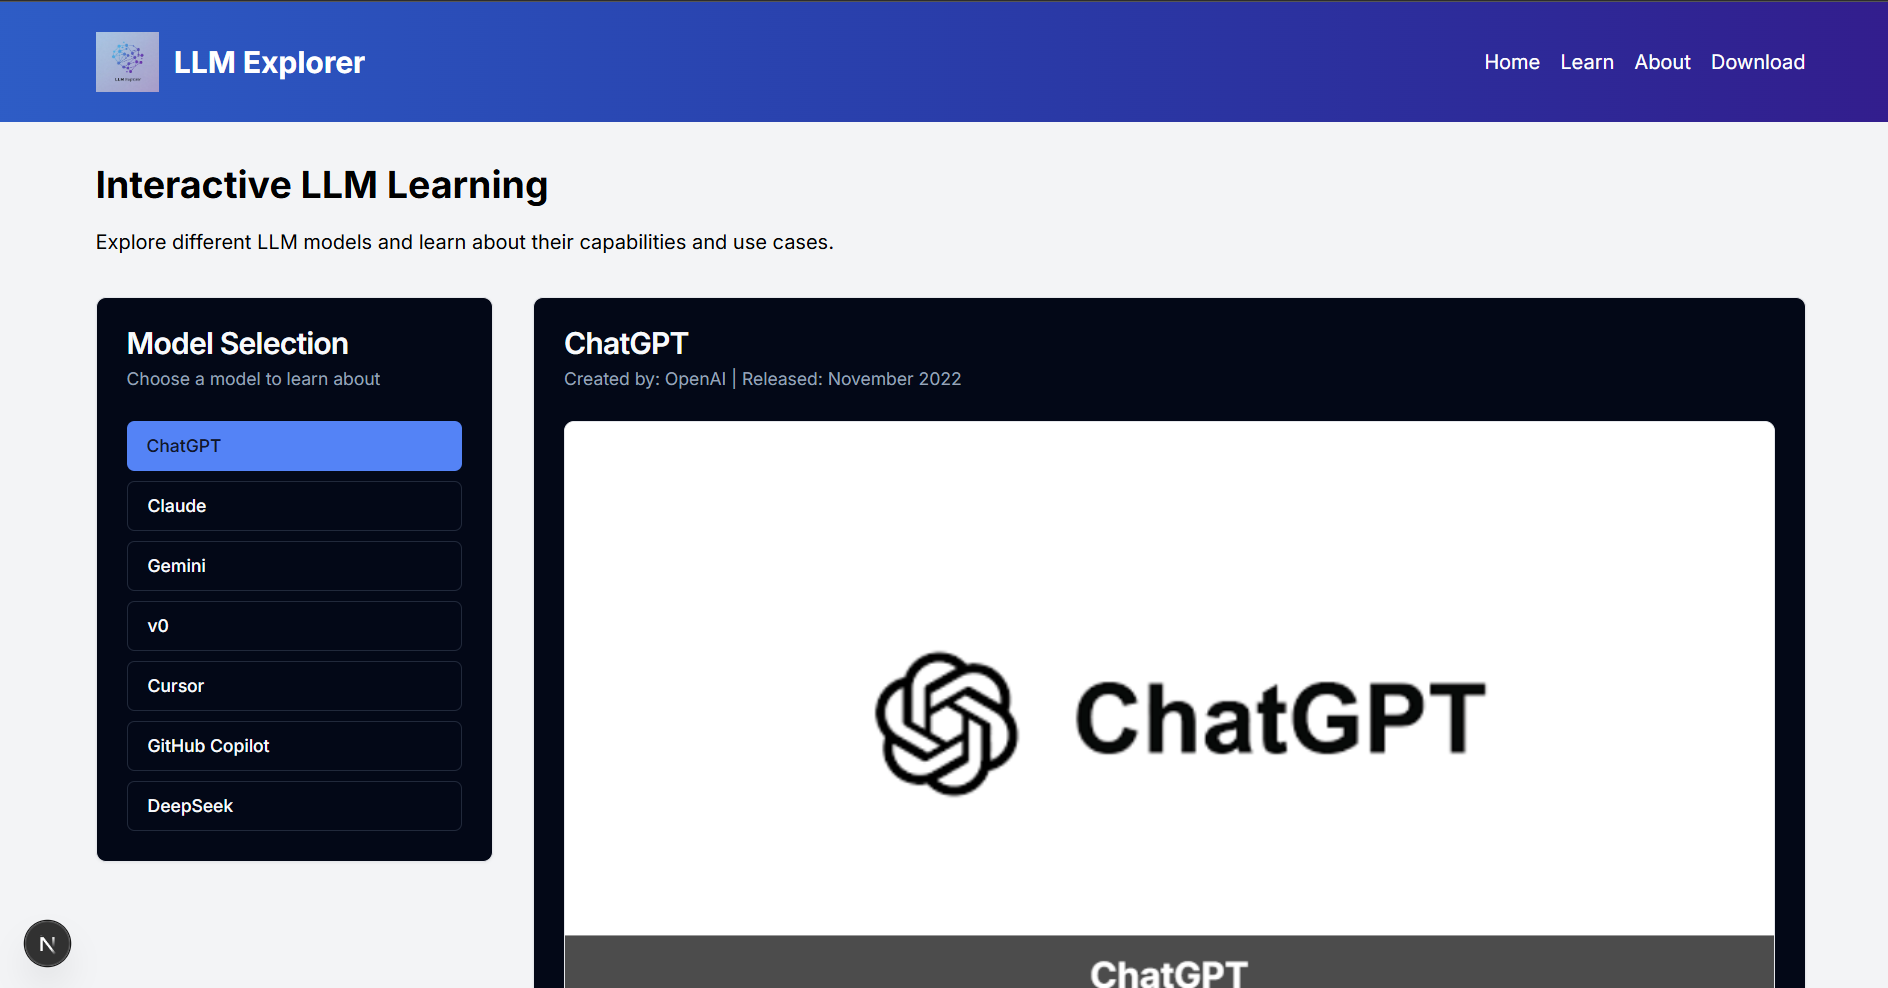 LLM Explorer
LLM Explorer
Home Learn About Download
Interactive LLM Learning
Explore different LLM models and learn about their capabilities and use cases.
Model Selection
Choose a model to learn about
ChatGPT
Claude
Gemini
v0
Cursor
GitHub Copilot
DeepSeek
ChatGPT
Created by: OpenAI | Released: November 2022
ChatGPT
ChatGPT
N